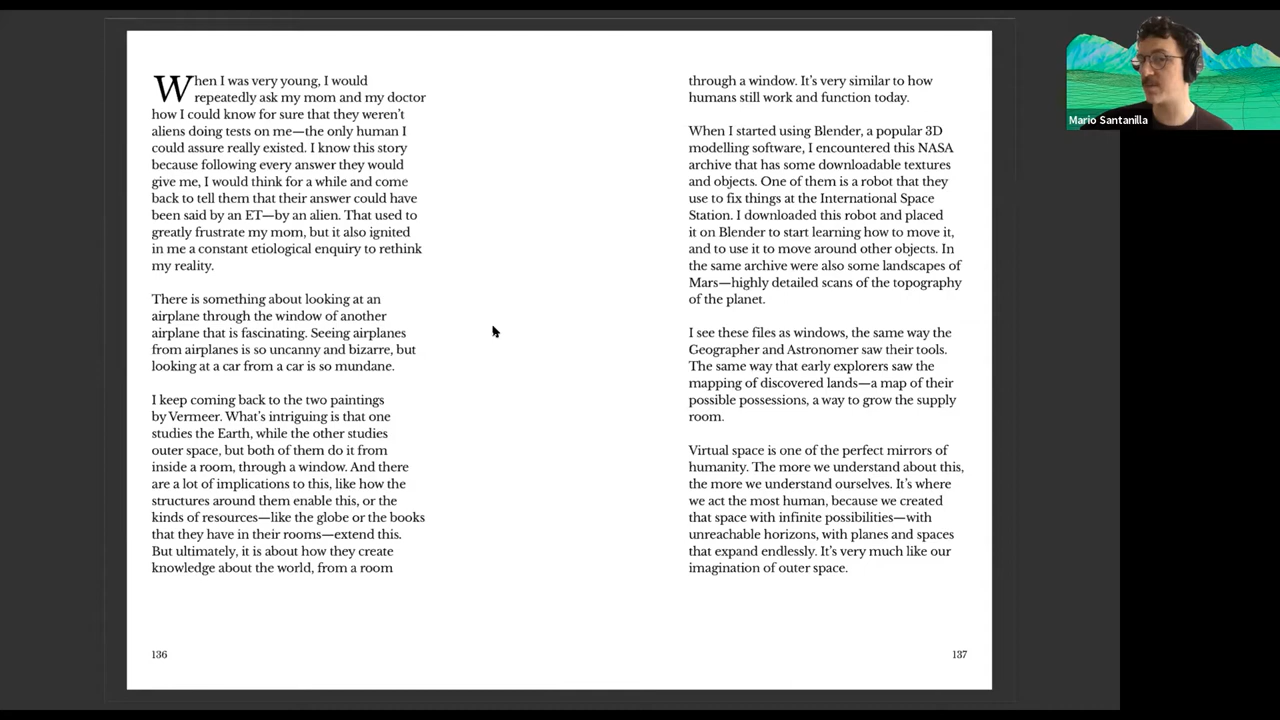 When I was very young, I would
repeatedly ask my mom and my doctor
how I could know for sure that they weren't
aliens doing tests on me—the only human I
could assure really existed. I know this story
because following every answer they would
give me, I would think for a while and come
back to tell them that their answer could have
been said by an ET—by an alien. That used to
greatly frustrate my mom, but it also ignited
in me a constant etiological enquiry to rethink
my reality.
There is something about looking at an
airplane through the window of another
airplane that is fascinating. Seeing airplanes
from airplanes is so uncanny and bizarre, but
looking at a car from a car is so mundane.
I keep coming back to the two paintings
by Vermeer. What's intriguing is that one
studies the Earth, while the other studies
outer space, but both of them do it from
inside a room, through a window. And there
are a lot of implications to this, like how the
structures around them enable this, or the
kinds of resources—like the globe or the books
that they have in their rooms—extend this.
But ultimately, it is about how they create
knowledge about the world, from a room
136
through a window. It's very similar to how
humans still work and function today.
When I started using Blender, a popular 3D
modelling software, I encountered this NASA
archive that has some downloadable textures
and objects. One of them is a robot that they
use to fix things at the International Space
Station. I downloaded this robot and placed
it on Blender to start learning how to move it,
and to use it to move around other objects. In
the same archive were also some landscapes of
Mars—highly detailed scans of the topography
of the planet.
I see these files as windows, the same way the
Geographer and Astronomer saw their tools.
The same way that early explorers saw the
mapping of discovered lands—a map of their
possible possessions, a way to grow the supply
room.
Virtual space is one of the perfect mirrors of
humanity. The more we understand about this,
the more we understand ourselves. It's where
we act the most human, because we created
that space with infinite possibilities—with
unreachable horizons, with planes and spaces
that expand endlessly. It's very much like our
imagination of outer space.
137
Mario Santanilla